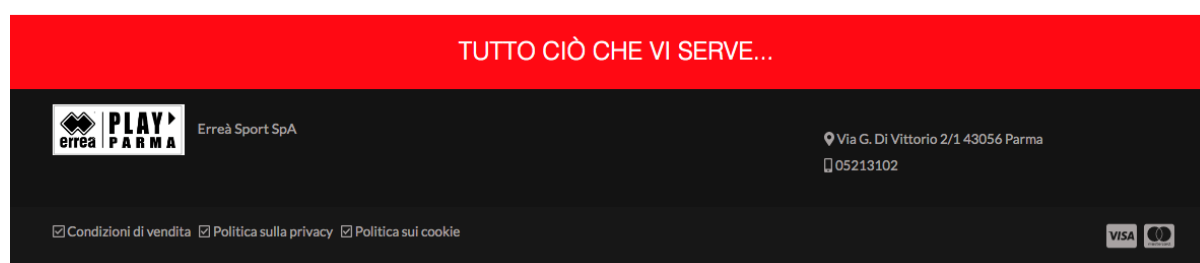 TUTTO CIÒ CHE VI SERVE...
errea PLAY PARMA
Erreà Sport SpA
Via G. Di Vittorio 2/1 43056 Parma
05213102
Condizioni di vendita Politica sulla privacy Politica sui cookie
VISA